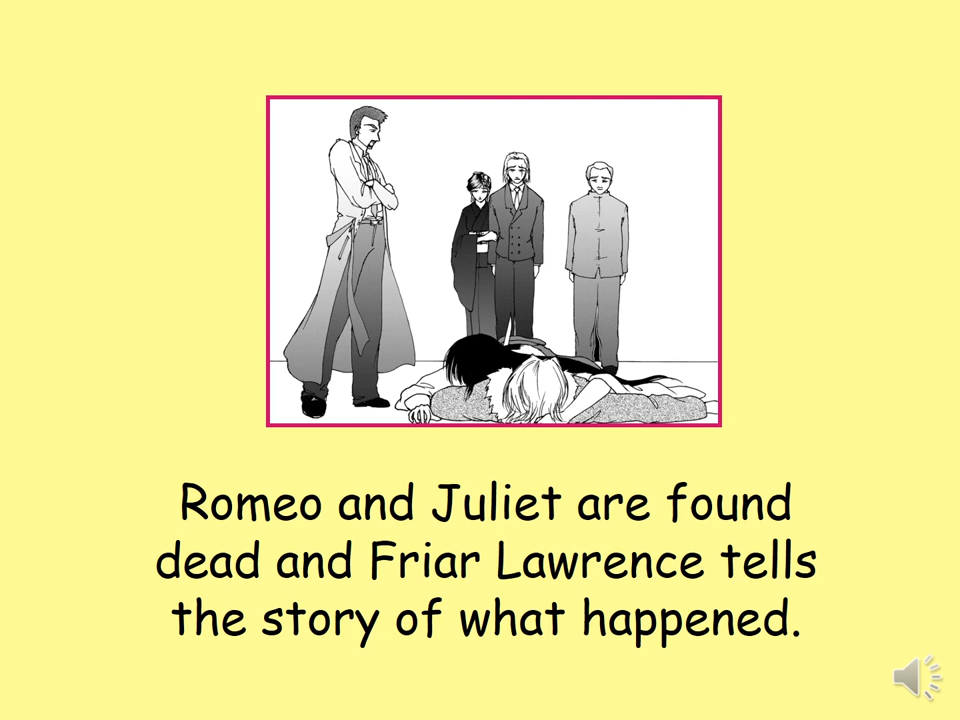 Romeo and Juliet are found
dead and Friar Lawrence tells
the story of what happened.